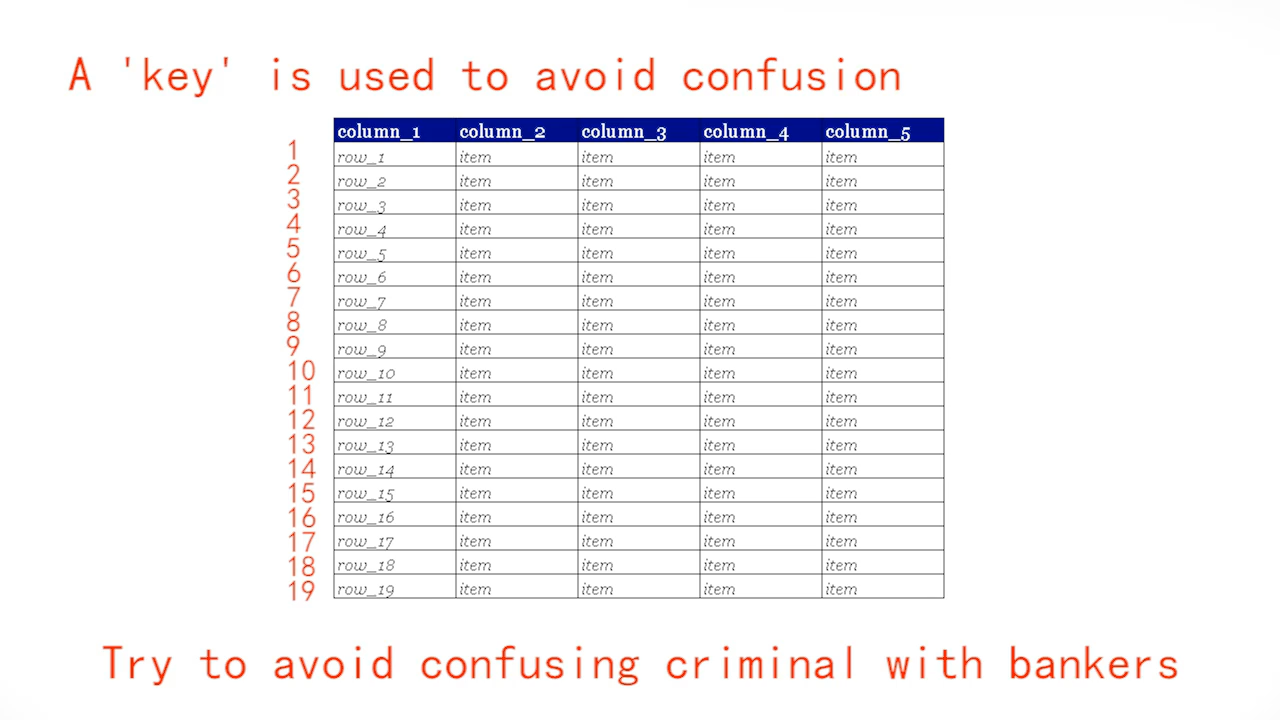 A 'key' is used to avoid confusion
column_1 column_2 column_3 column_4 column_5
1 row_1 item item item item
2 row_2 item item item item
3 row_3 item item item item
4 row_4 item item item item
5 row_5 item item item item
6 row_6 item item item item
7 row_7 item item item item
8 row_8 item item item item
9 row_9 item item item item
10 row_10 item item item item
11 row_11 item item item item
12 row_12 item item item item
13 row_13 item item item item
14 row_14 item item item item
15 row_15 item item item item
16 row_16 item item item item
17 row_17 item item item item
18 row_18 item item item item
19 row_19 item item item item
Try to avoid confusing criminal with bankers